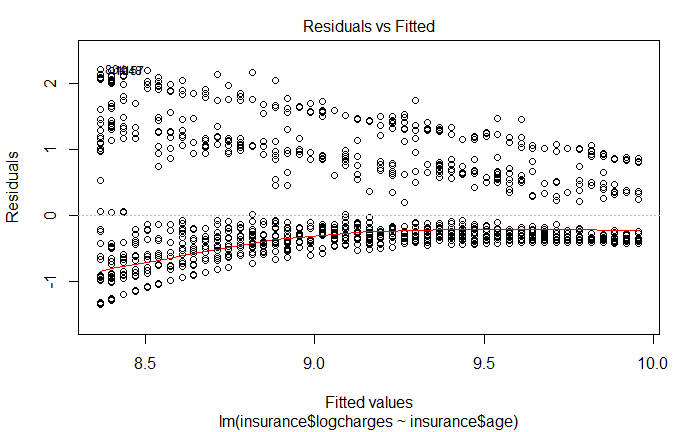 Residuals vs Fitted
Residuals
2
1
0
-1
8.5 9.0 9.5 10.0
Fitted values
lm(insurance$logcharges ~ insurance$age)